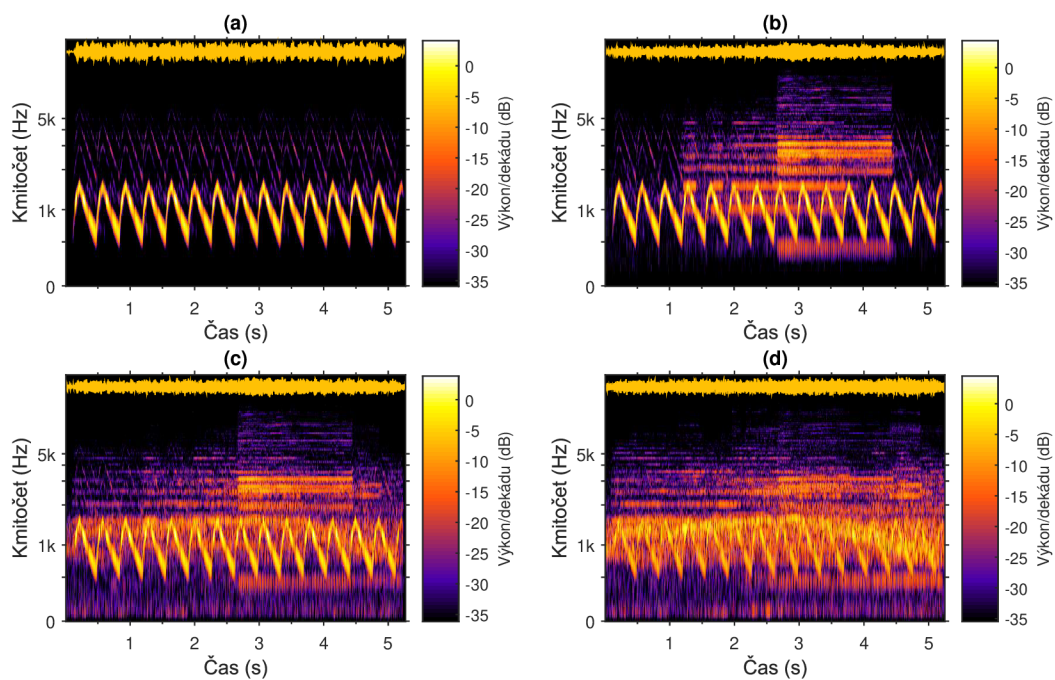 (a)
Kmitočet (Hz)
5k
1k
0
1 2 3 4 5
Čas (s)
0
-5
-10
-15
-20
-25
-30
-35
Výkon/dekádu (dB)
(b)
Kmitočet (Hz)
5k
1k
0
1 2 3 4 5
Čas (s)
0
-5
-10
-15
-20
-25
-30
-35
Výkon/dekádu (dB)
(c)
Kmitočet (Hz)
5k
1k
0
1 2 3 4 5
Čas (s)
0
-5
-10
-15
-20
-25
-30
-35
Výkon/dekádu (dB)
(d)
Kmitočet (Hz)
5k
1k
0
1 2 3 4 5
Čas (s)
0
-5
-10
-15
-20
-25
-30
-35
Výkon/dekádu (dB)